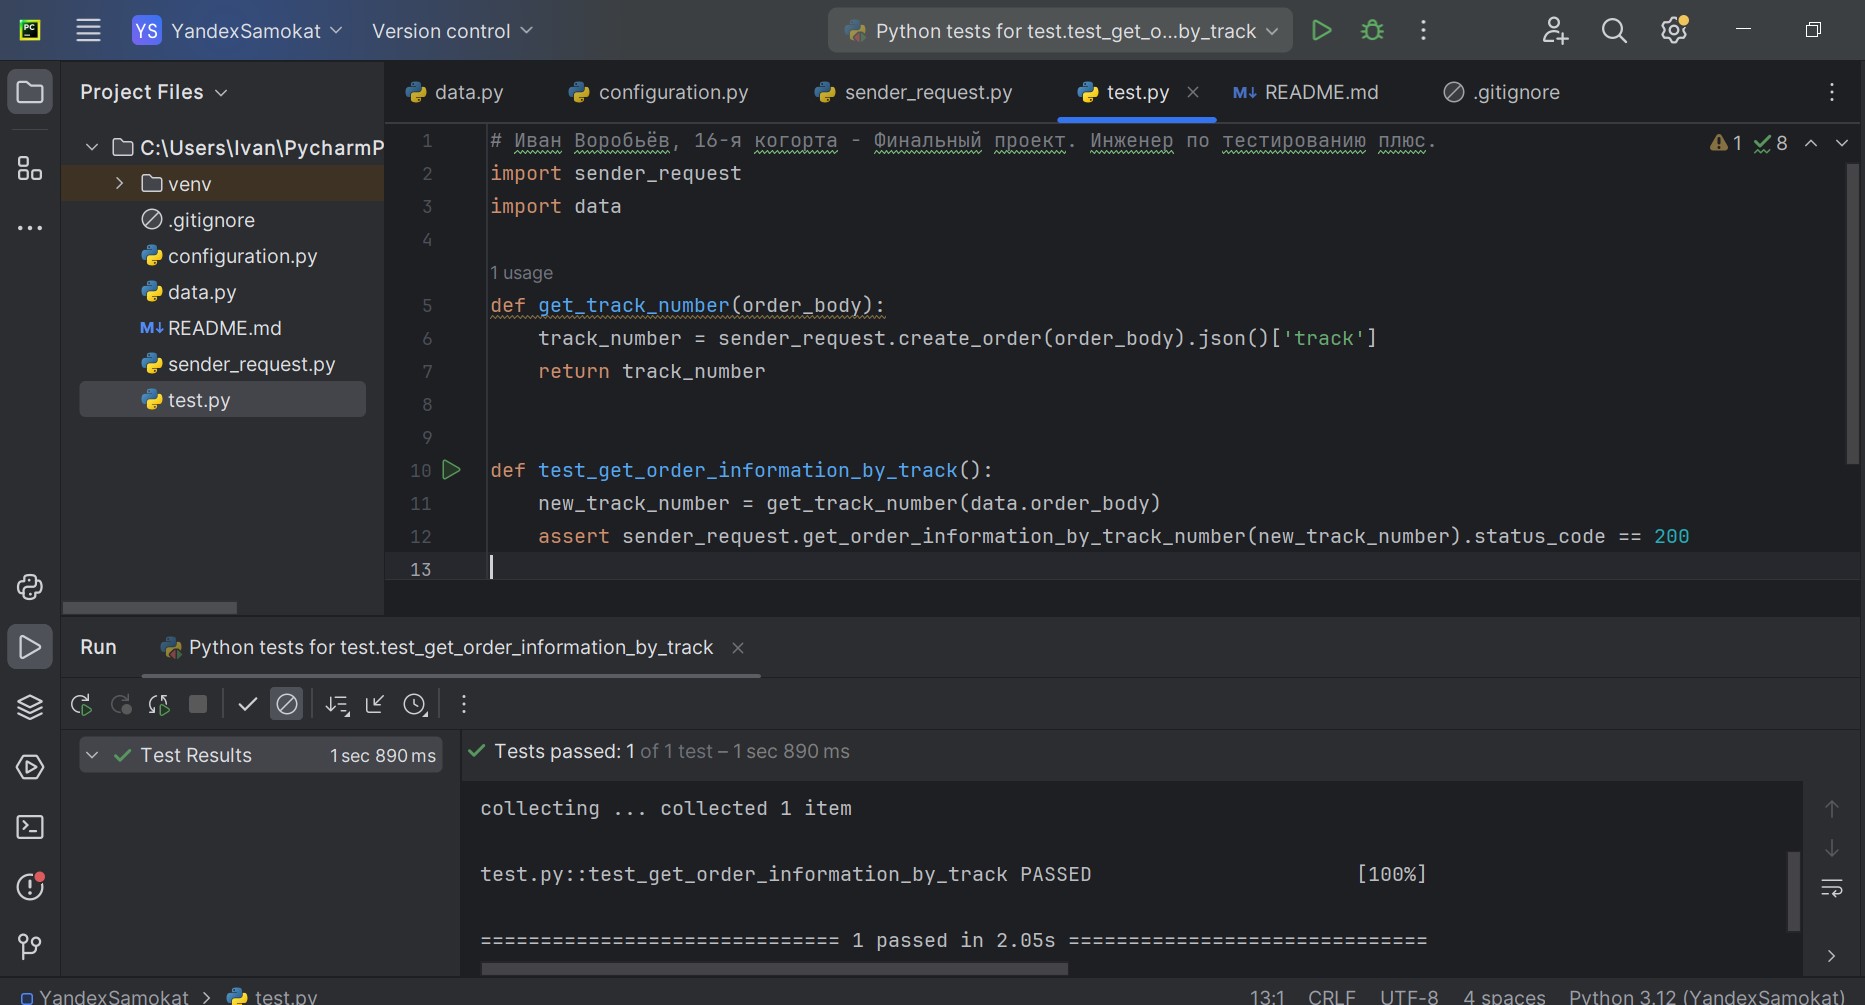 YS YandexSamokat Version control Python tests for test.test_get_o...by_track
Project Files
C:\Users\Ivan\PycharmP
venv
.gitignore
configuration.py
data.py
README.md
sender_request.py
test.py
data.py configuration.py sender_request.py test.py README.md .gitignore
1 # Иван Воробьёв, 16-я когорта - Финальный проект. Инженер по тестированию плюс.
1 8
2 import sender_request
3 import data
4
1 usage
5 def get_track_number(order_body):
6 track_number = sender_request.create_order(order_body).json()['track']
7 return track_number
8
9
10 def test_get_order_information_by_track():
11 new_track_number = get_track_number(data.order_body)
12 assert sender_request.get_order_information_by_track_number(new_track_number).status_code == 200
13
Run Python tests for test.test_get_order_information_by_track
Test Results 1 sec 890 ms
Tests passed: 1 of 1 test – 1 sec 890 ms
collecting ... collected 1 item
test.py::test_get_order_information_by_track PASSED [100%]
============================== 1 passed in 2.05s ==============================
YandexSamokat > test.py 13:1 CRLF UTF-8 4 spaces Python 3.12 (YandexSamokat)